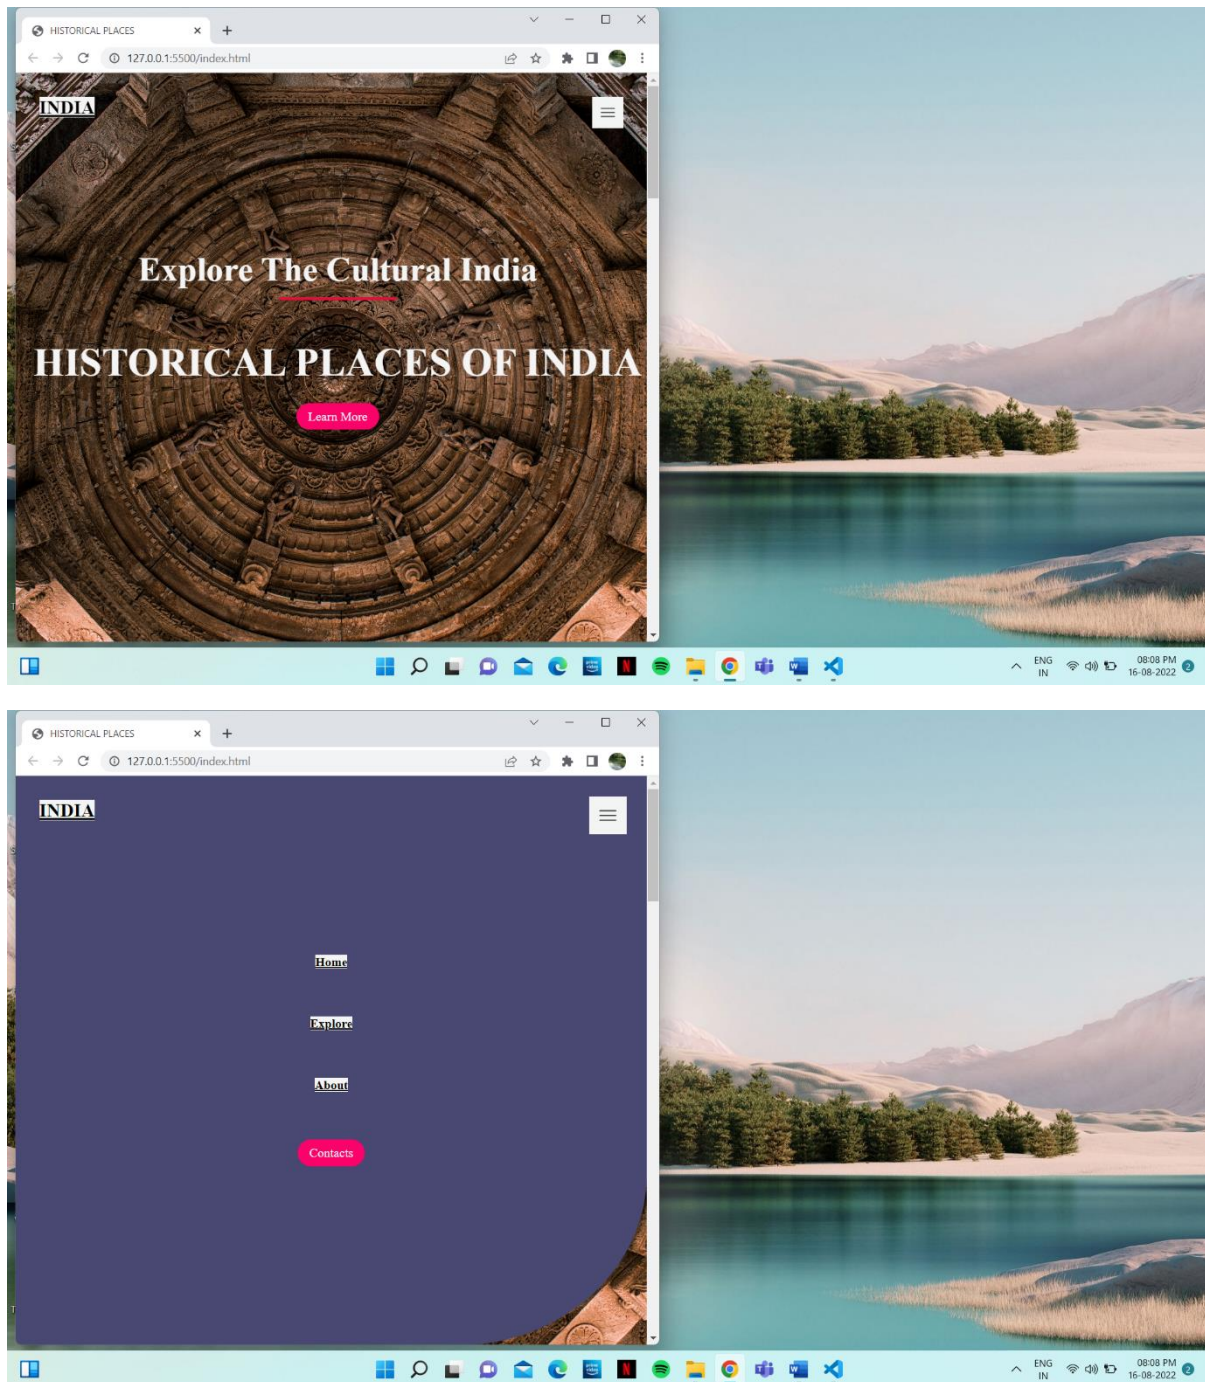 HISTORICAL PLACES
127.0.0.1:5500/index.html
INDIA
Explore The Cultural India
HISTORICAL PLACES OF INDIA
Learn More
ENG
IN
08:08 PM
16-08-2022
2
HISTORICAL PLACES
127.0.0.1:5500/index.html
INDIA
Home
Explore
About
Contacts
ENG
IN
08:08 PM
16-08-2022
2